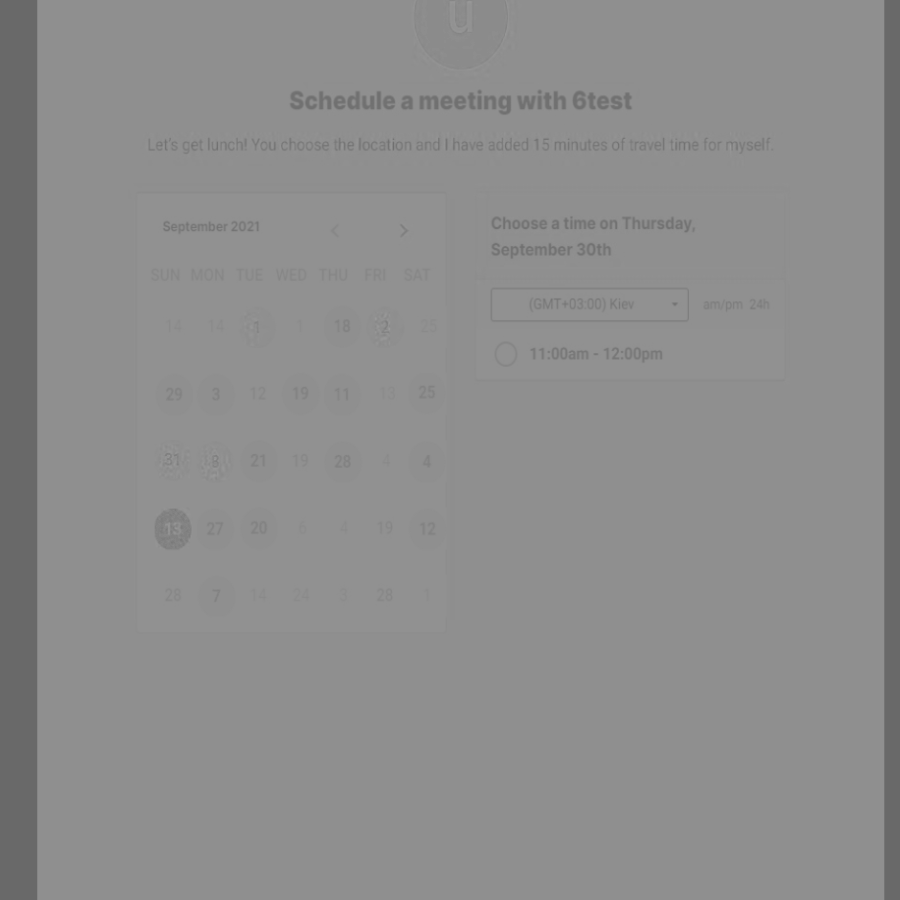 u
Schedule a meeting with 6test
Let's get lunch! You choose the location and I have added 15 minutes of travel time for myself.
September 2021
SUN MON TUE WED THU FRI SAT
14 14 3 1 18 2 25
29 3 12 19 11 13 25
31 8 21 19 28 4 4
13 27 20 6 4 19 12
28 7 14 24 28 1
Choose a time on Thursday,
September 30th
(GMT+03:00) Kiev
am/pm 24h
11:00am - 12:00pm